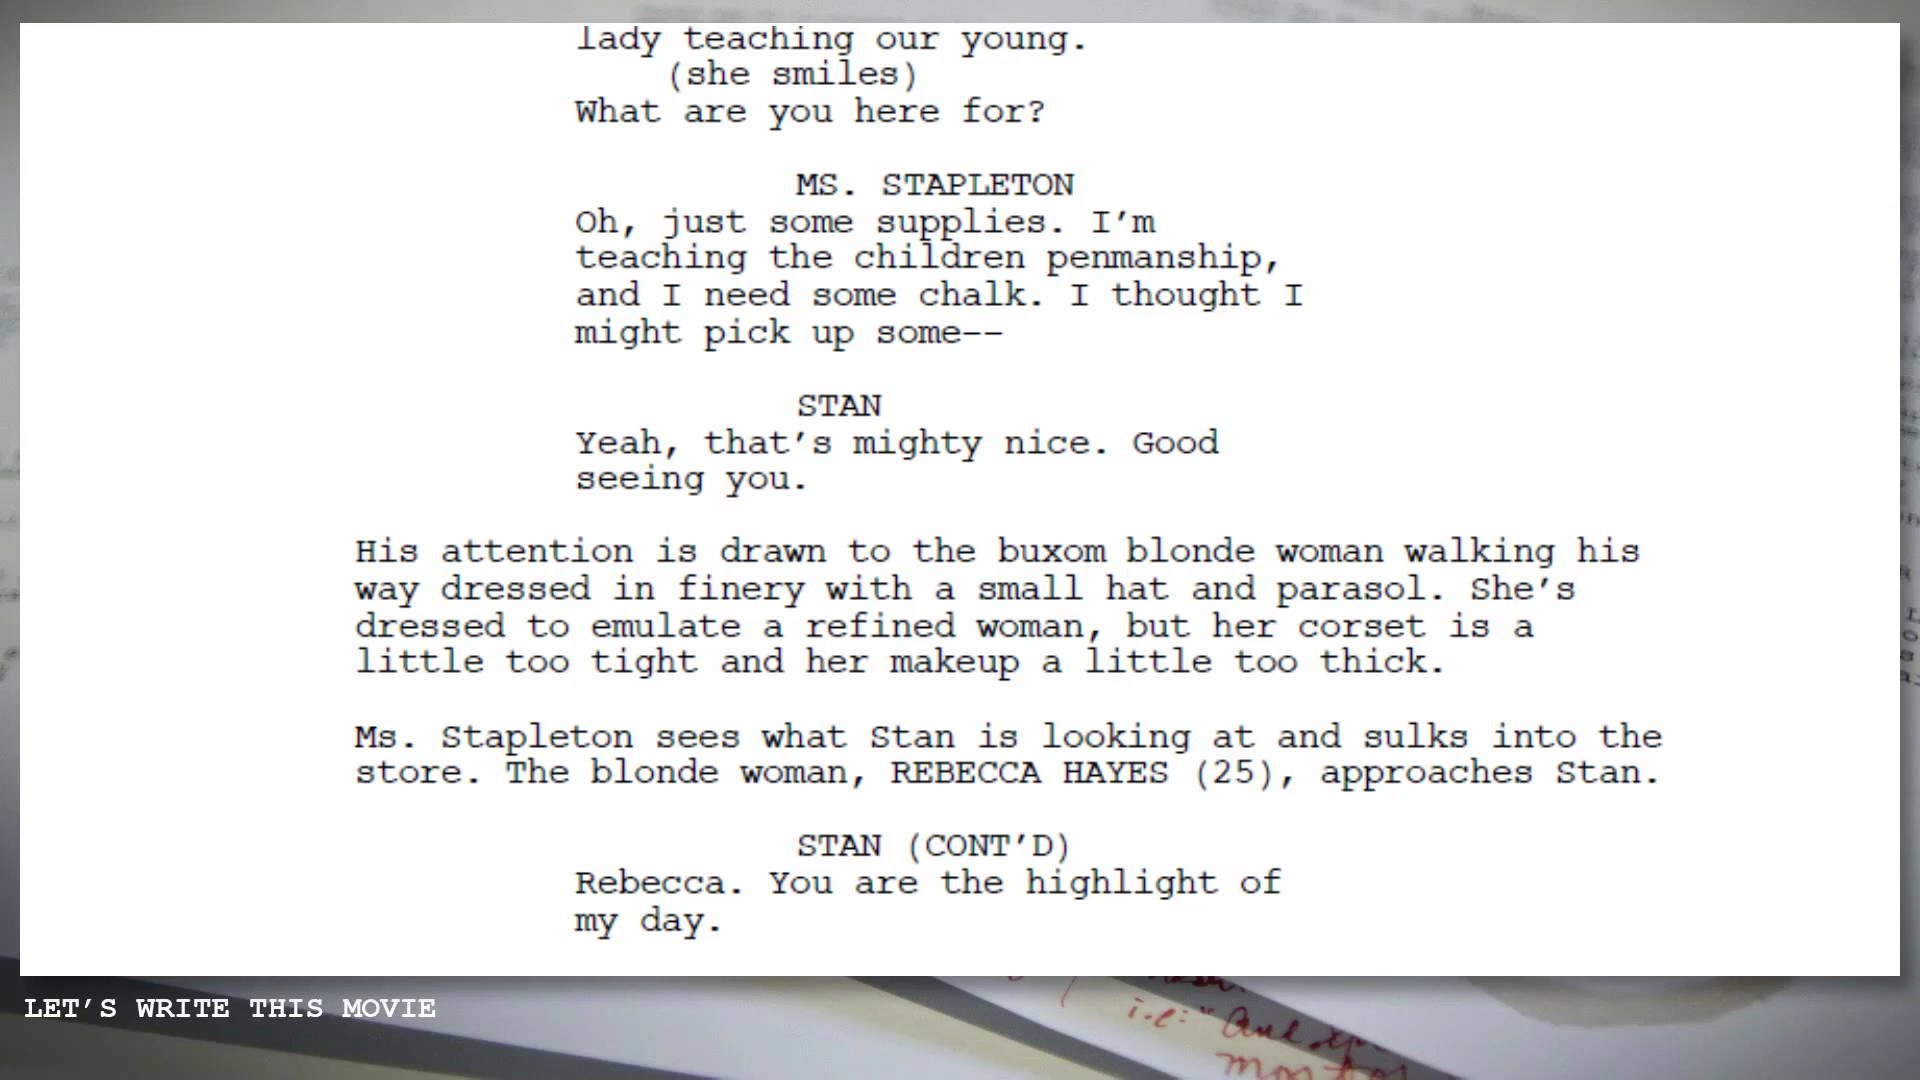 lady teaching our young.
(she smiles)
What are you here for?
MS. STAPLETON
Oh, just some supplies. I'm
teaching the children penmanship,
and I need some chalk. I thought I
might pick up some--
STAN
Yeah, that's mighty nice. Good
seeing you.
His attention is drawn to the buxom blonde woman walking his
way dressed in finery with a small hat and parasol. She's
dressed to emulate a refined woman, but her corset is a
little too tight and her makeup a little too thick.
Ms. Stapleton sees what Stan is looking at and sulks into the
store. The blonde woman, REBECCA HAYES (25), approaches Stan.
STAN (CONT'D)
Rebecca. You are the highlight of
my day.
LET'S WRITE THIS MOVIE
i.e: